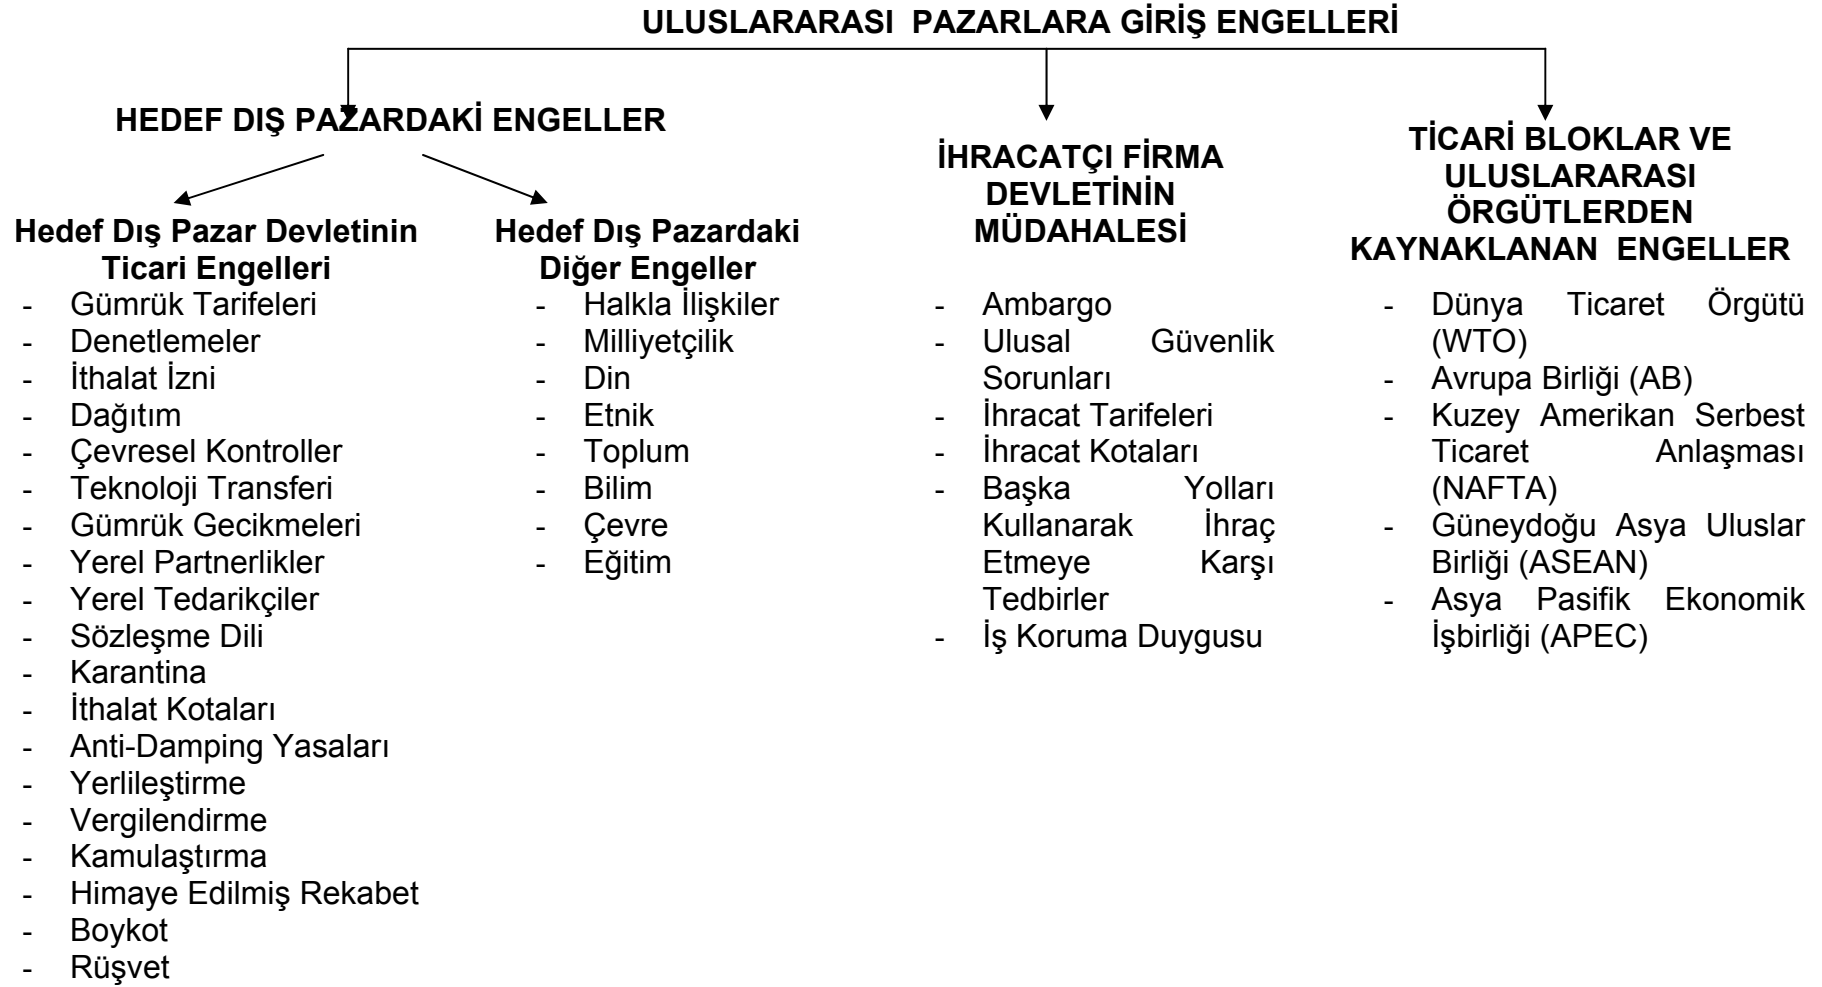 ULUSLARARASI  PAZARLARA GİRİŞ ENGELLERİ
HEDEF DIŞ PAZARDAKİ ENGELLER
Hedef Dış Pazar Devletinin
Ticari Engelleri
- Gümrük Tarifeleri
- Denetlemeler
- İthalat İzni
- Dağıtım
- Çevresel Kontroller
- Teknoloji Transferi
- Gümrük Gecikmeleri
- Yerel Partnerlikler
- Yerel Tedarikçiler
- Sözleşme Dili
- Karantina
- İthalat Kotaları
- Anti-Damping Yasaları
- Yerlileştirme
- Vergilendirme
- Kamulaştırma
- Himaye Edilmiş Rekabet
- Boykot
- Rüşvet
Hedef Dış Pazardaki
Diğer Engeller
- Halkla İlişkiler
- Milliyetçilik
- Din
- Etnik
- Toplum
- Bilim
- Çevre
- Eğitim
İHRACATÇI FİRMA
DEVLETİNİN
MÜDAHALESİ
- Ambargo
- Ulusal Güvenlik
Sorunları
- İhracat Tarifeleri
- İhracat Kotaları
- Başka Yolları
Kullanarak İhraç
Etmeye Karşı
Tedbirler
- İş Koruma Duygusu
TİCARİ BLOKLAR VE
ULUSLARARASI
ÖRGÜTLERDEN
KAYNAKLANAN  ENGELLER
- Dünya Ticaret Örgütü
(WTO)
- Avrupa Birliği (AB)
- Kuzey Amerikan Serbest
Ticaret Anlaşması
(NAFTA)
- Güneydoğu Asya Uluslar
Birliği (ASEAN)
- Asya Pasifik Ekonomik
İşbirliği (APEC)